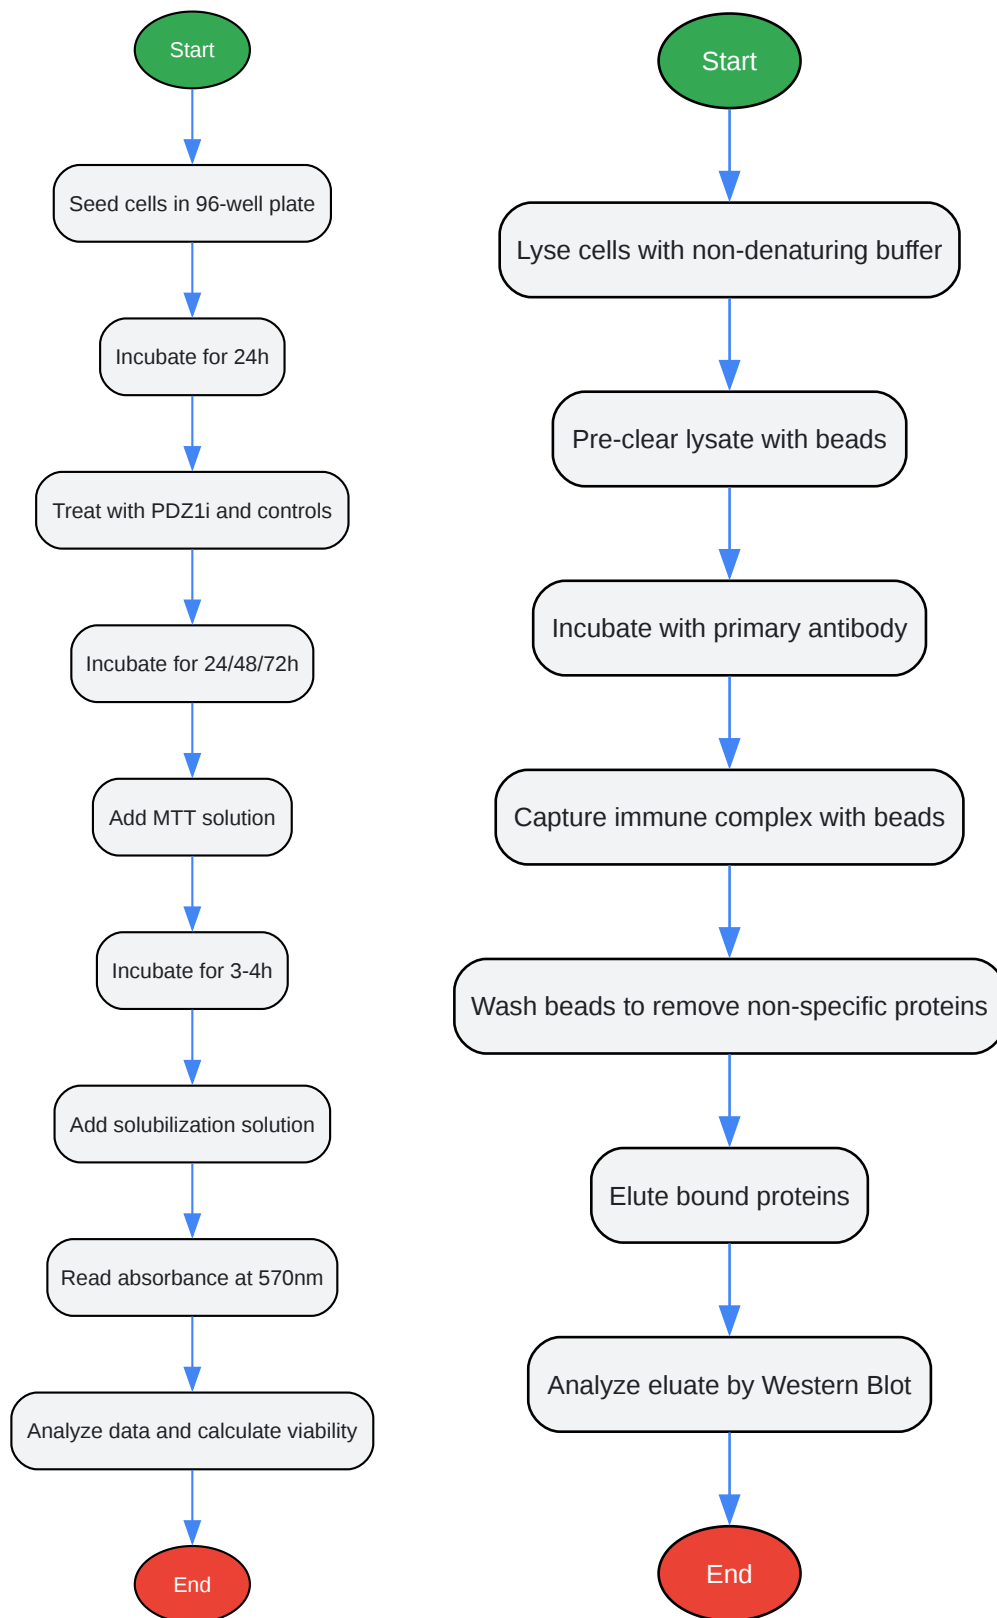 Start
Seed cells in 96-well plate
Incubate for 24h
Treat with PDZ1i and controls
Incubate for 24/48/72h
Add MTT solution
Incubate for 3-4h
Add solubilization solution
Read absorbance at 570nm
Analyze data and calculate viability
End
Start
Lyse cells with non-denaturing buffer
Pre-clear lysate with beads
Incubate with primary antibody
Capture immune complex with beads
Wash beads to remove non-specific proteins
Elute bound proteins
Analyze eluate by Western Blot
End